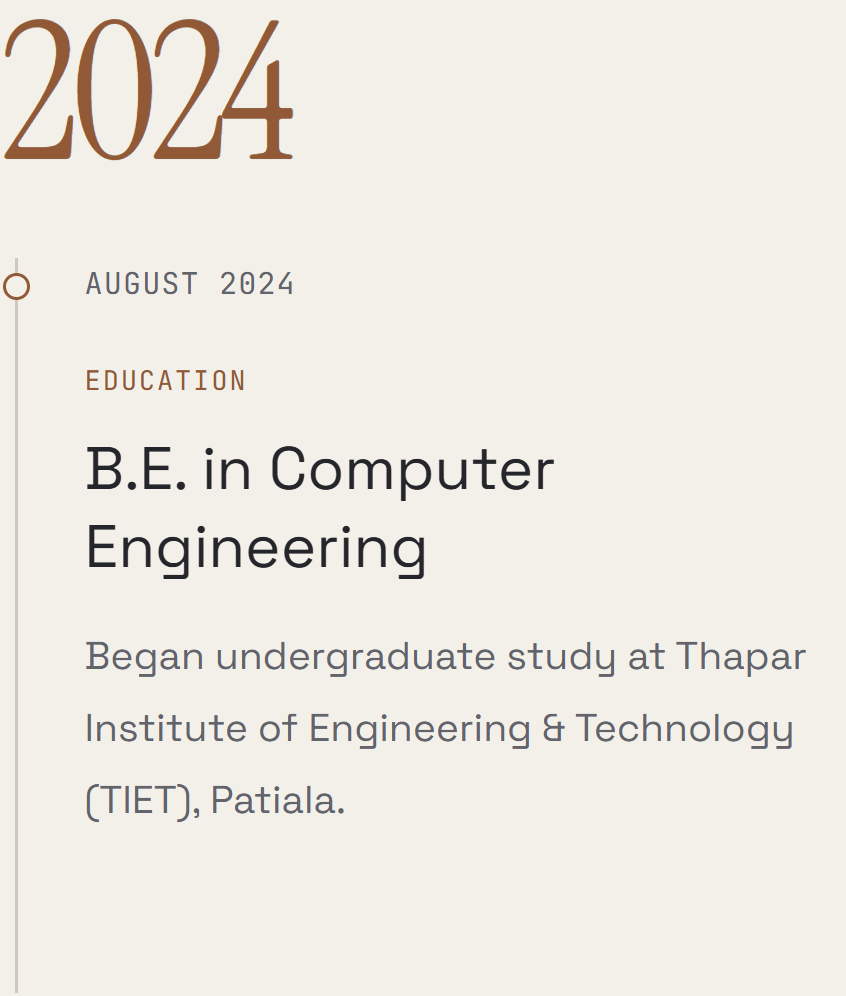 2024
AUGUST 2024
EDUCATION
B.E. in Computer
Engineering
Began undergraduate study at Thapar
Institute of Engineering & Technology
(TIET), Patiala.